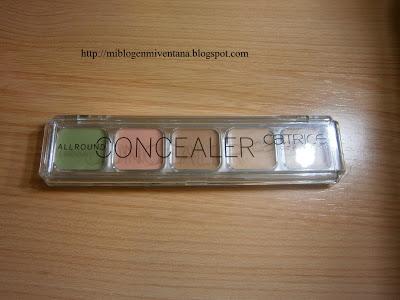 http://miblogenmiventana.blogspot.com/
ALLROUND CONCEALER CATRICE